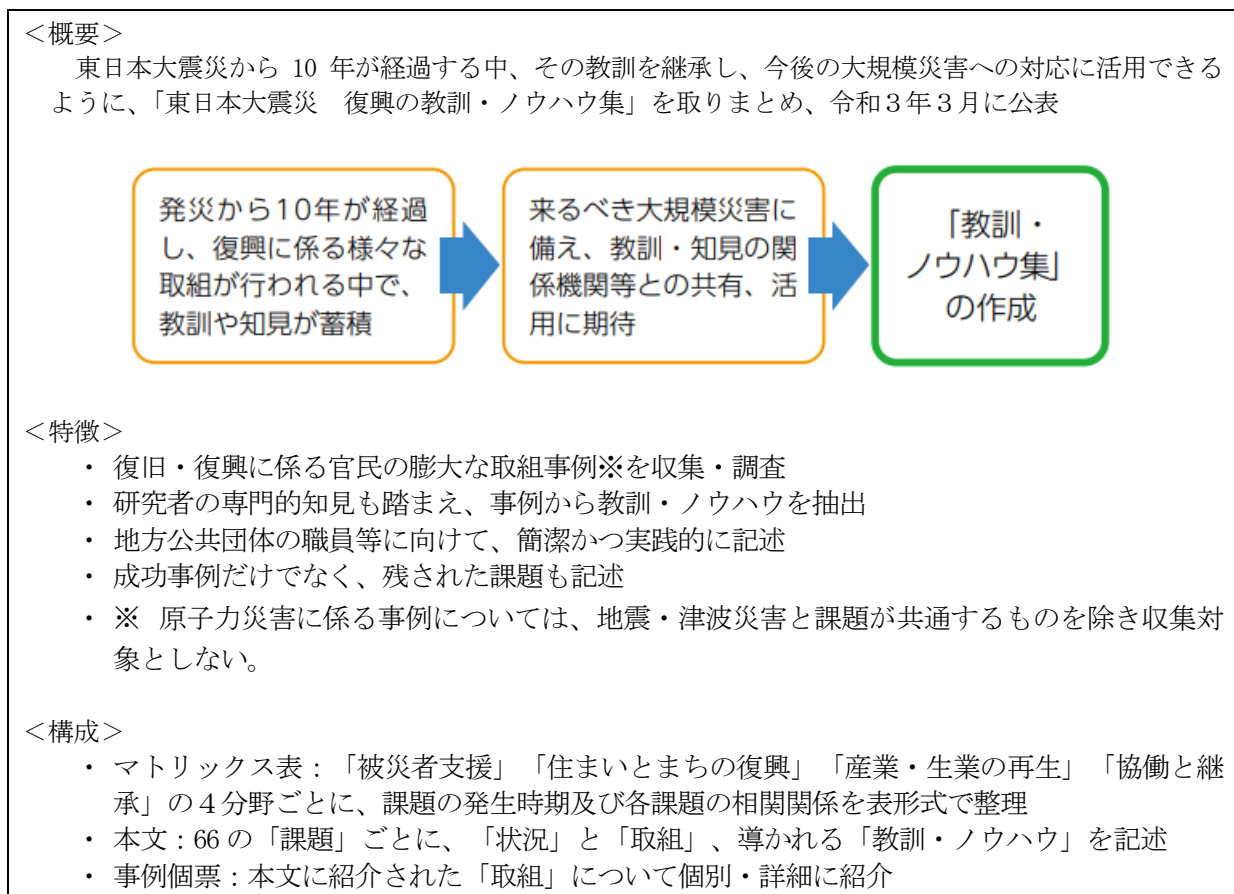 ＜概要＞
東日本大震災から 10 年が経過する中、その教訓を継承し、今後の大規模災害への対応に活用できる
ように、「東日本大震災　復興の教訓・ノウハウ集」を取りまとめ、令和３年３月に公表
発災から10年が経過
し、復興に係る様々な
取組が行われる中で、
教訓や知見が蓄積
来るべき大規模災害に
備え、教訓・知見の関
係機関等との共有、活
用に期待
「教訓・
ノウハウ集」
の作成
＜特徴＞
・ 復旧・復興に係る官民の膨大な取組事例※を収集・調査
・ 研究者の専門的知見も踏まえ、事例から教訓・ノウハウを抽出
・ 地方公共団体の職員等に向けて、簡潔かつ実践的に記述
・ 成功事例だけでなく、残された課題も記述
・ ※ 原子力災害に係る事例については、地震・津波災害と課題が共通するものを除き収集対
象としない。
＜構成＞
・ マトリックス表：「被災者支援」「住まいとまちの復興」「産業・生業の再生」「協働と継
承」の４分野ごとに、課題の発生時期及び各課題の相関関係を表形式で整理
・ 本文：66 の「課題」ごとに、「状況」と「取組」、導かれる「教訓・ノウハウ」を記述
・ 事例個票：本文に紹介された「取組」について個別・詳細に紹介